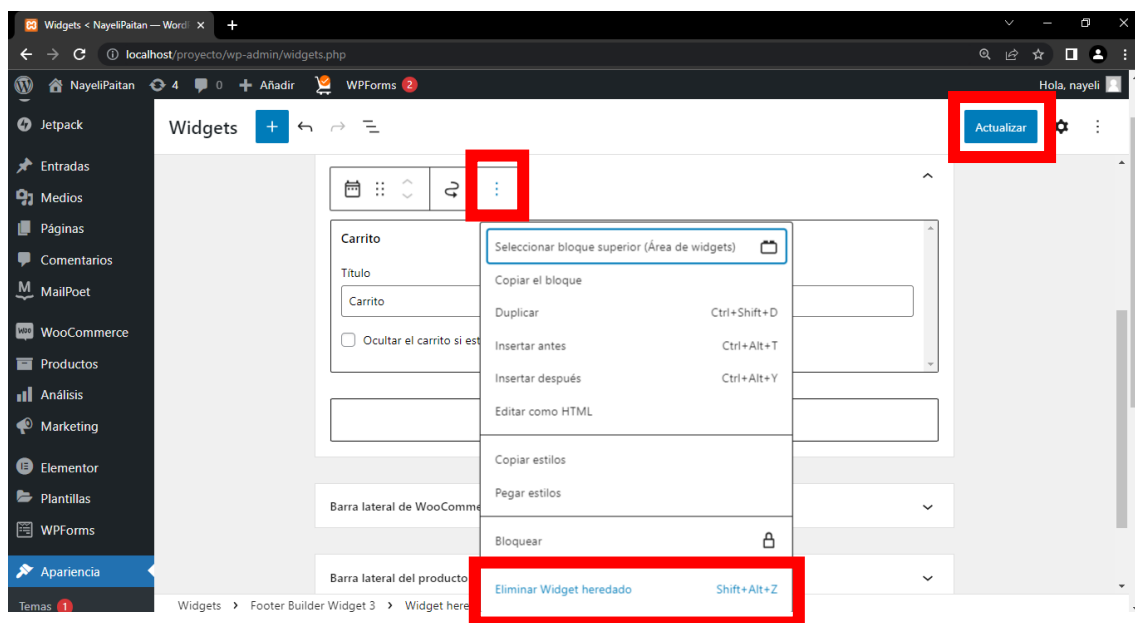 Widgets < NayeliPaitan — Word
localhost/proyecto/wp-admin/widgets.php
NayeliPaitan 4 0 Añadir WPForms 2 Hola, nayeli
Jetpack
Entradas
Medios
Páginas
Comentarios
MailPoet
WooCommerce
Productos
Análisis
Marketing
Elementor
Plantillas
WPForms
Apariencia
Temas 1
Widgets Actualizar
Carrito
Título
Carrito
Ocultar el carrito si est
Seleccionar bloque superior (Área de widgets)
Copiar el bloque
Duplicar Ctrl+Shift+D
Insertar antes Ctrl+Alt+T
Insertar después Ctrl+Alt+Y
Editar como HTML
Copiar estilos
Pegar estilos
Bloquear
Eliminar Widget heredado Shift+Alt+Z
Barra lateral de WooComme
Barra lateral del producto
Widgets > Footer Builder Widget 3 > Widget here